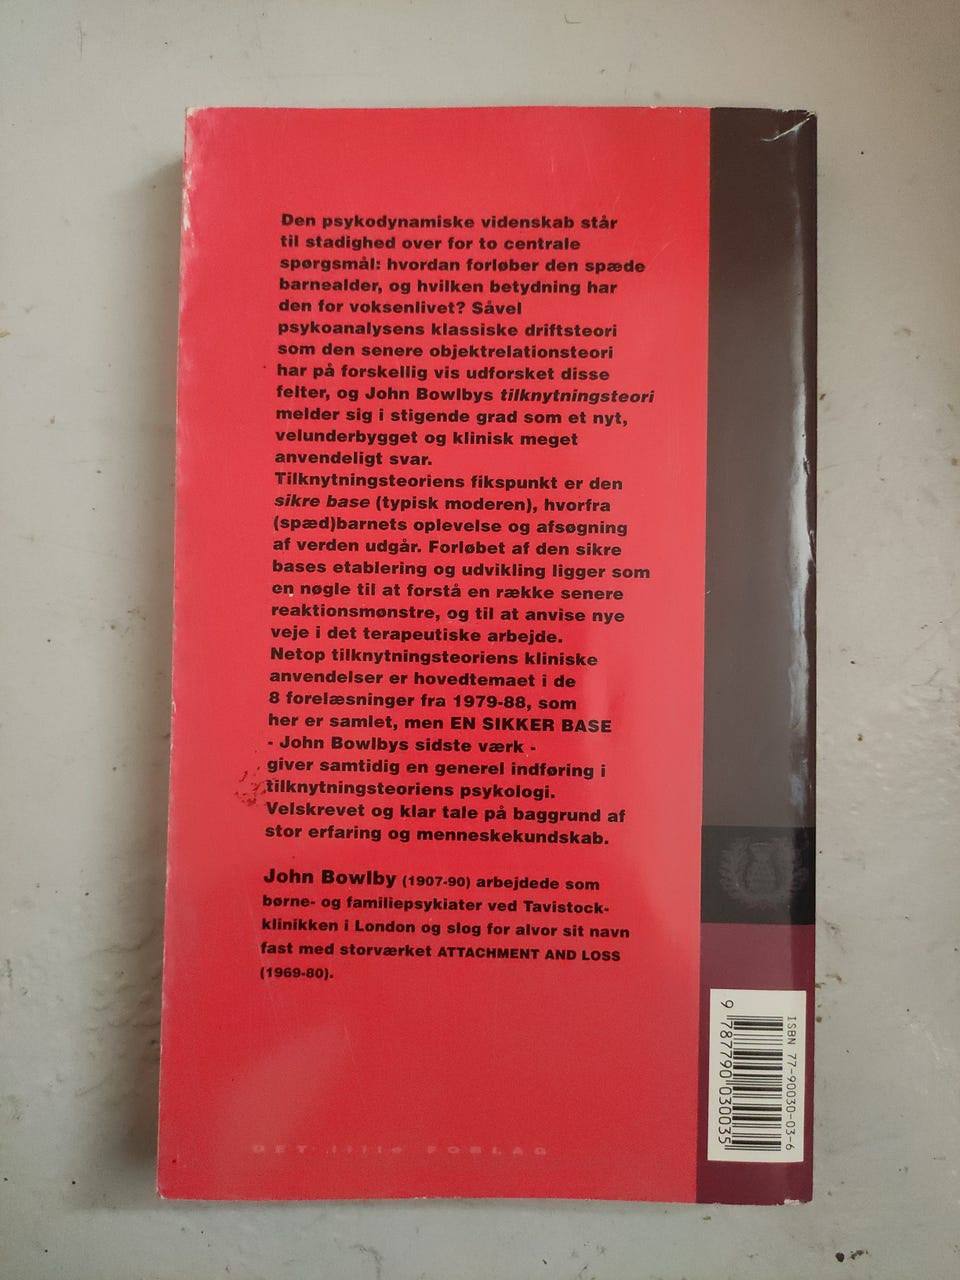 Den psykodynamiske videnskab står
til stadighed over for to centrale
spørgsmål: hvordan forløber den spæde
barnealder, og hvilken betydning har
den for voksenlivet? Såvel
psykoanalysens klassiske driftsteori
som den senere objektrelationsteori
har på forskellig vis udforsket disse
felter, og John Bowlbys tilknytningsteori
melder sig i stigende grad som et nyt,
velunderbygget og klinisk meget
anvendeligt svar.
Tilknytningsteoriens fikspunkt er den
sikre base (typisk moderen), hvorfra
(spæd)barnets oplevelse og afsøgning
af verden udgår. Forløbet af den sikre
bases etablering og udvikling ligger som
en nøgle til at forstå en række senere
reaktionsmønstre, og til at anvise nye
veje i det terapeutiske arbejde.
Netop tilknytningsteoriens kliniske
anvendelser er hovedtemaet i de
8 forelæsninger fra 1979-88, som
her er samlet, men EN SIKKER BASE
- John Bowlbys sidste værk -
giver samtidig en generel indføring i
tilknytningsteoriens psykologi.
Velskrevet og klar tale på baggrund af
stor erfaring og menneskekundskab.
John Bowlby (1907-90) arbejdede som
børne- og familiepsykiater ved Tavistock-
klinikken i London og slog for alvor sit navn
fast med storværket ATTACHMENT AND LOSS
(1969-80).
DET lille FORLAG
ISBN 77-90030-03-6
9 787790 030035